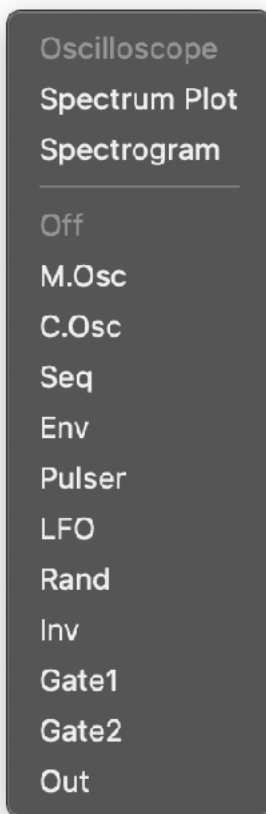 Oscilloscope
Spectrum Plot
Spectrogram
Off
M.Osc
C.Osc
Seq
Env
Pulser
LFO
Rand
Inv
Gate1
Gate2
Out